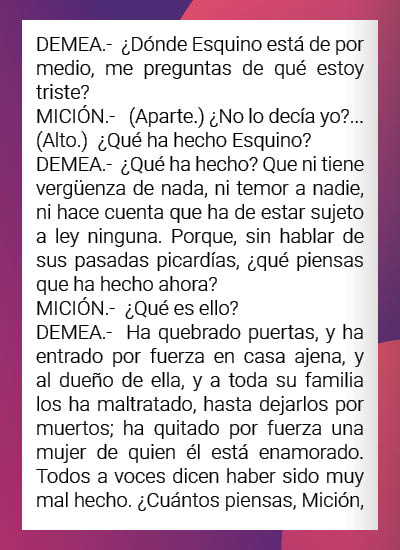 DEMEA.- ¿Dónde Esquino está de por
medio, me preguntas de qué estoy
triste?
MICIÓN.- (Aparte.) ¿No lo decía yo?...
(Alto.) ¿Qué ha hecho Esquino?
DEMEA.- ¿Qué ha hecho? Que ni tiene
vergüenza de nada, ni temor a nadie,
ni hace cuenta que ha de estar sujeto
a ley ninguna. Porque, sin hablar de
sus pasadas picardías, ¿qué piensas
que ha hecho ahora?
MICIÓN.- ¿Qué es ello?
DEMEA.- Ha quebrado puertas, y ha
entrado por fuerza en casa ajena, y
al dueño de ella, y a toda su familia
los ha maltratado, hasta dejarlos por
muertos; ha quitado por fuerza una
mujer de quien él está enamorado.
Todos a voces dicen haber sido muy
mal hecho. ¿Cuántos piensas, Mición,